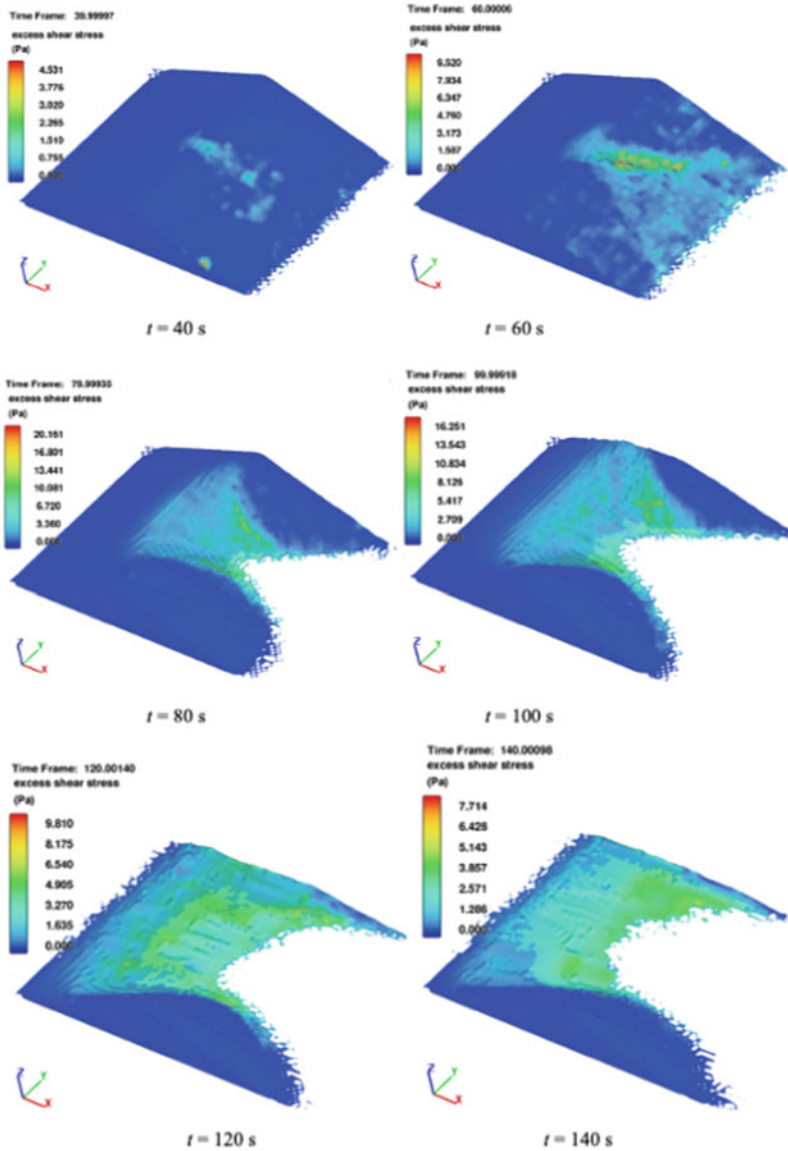 Time Frame: 39.99997
excess shear stress
(Pa)
4.531
3.776
3.020
2.265
1.510
0.755
0.000
Z
Y
X
t = 40 s
Time Frame: 60.00006
excess shear stress
(Pa)
9.520
7.934
6.347
4.760
3.173
1.587
0.000
Z
Y
X
t = 60 s
Time Frame: 79.99935
excess shear stress
(Pa)
20.161
16.801
13.441
10.081
6.720
3.360
0.000
Z
Y
X
t = 80 s
Time Frame: 99.99918
excess shear stress
(Pa)
16.251
13.543
10.834
8.126
5.417
2.709
0.000
Z
Y
X
t = 100 s
Time Frame: 120.00140
excess shear stress
(Pa)
9.810
8.175
6.540
4.905
3.270
1.635
0.000
Z
Y
X
t = 120 s
Time Frame: 140.00098
excess shear stress
(Pa)
7.714
6.428
5.143
3.857
2.571
1.286
0.000
Z
Y
X
t = 140 s